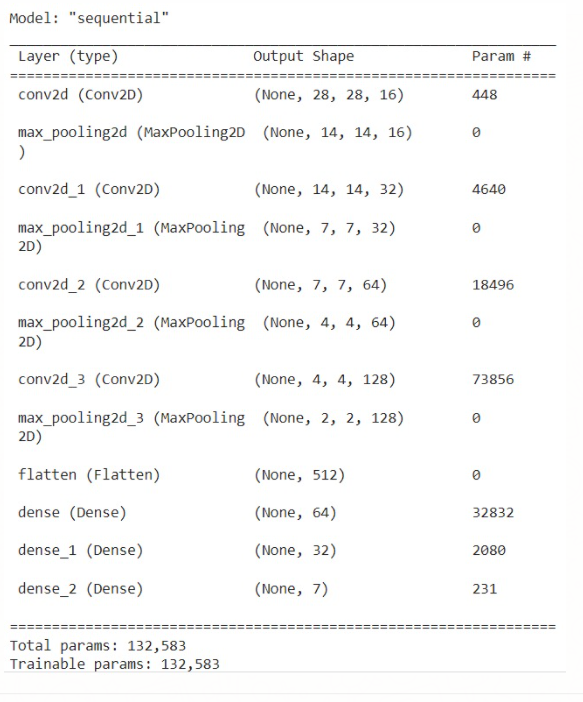 Model: "sequential"
Layer (type) Output Shape Param #
=================================================================
conv2d (Conv2D) (None, 28, 28, 16) 448
max_pooling2d (MaxPooling2D (None, 14, 14, 16) 0
)
conv2d_1 (Conv2D) (None, 14, 14, 32) 4640
max_pooling2d_1 (MaxPooling (None, 7, 7, 32) 0
2D)
conv2d_2 (Conv2D) (None, 7, 7, 64) 18496
max_pooling2d_2 (MaxPooling (None, 4, 4, 64) 0
2D)
conv2d_3 (Conv2D) (None, 4, 4, 128) 73856
max_pooling2d_3 (MaxPooling (None, 2, 2, 128) 0
2D)
flatten (Flatten) (None, 512) 0
dense (Dense) (None, 64) 32832
dense_1 (Dense) (None, 32) 2080
dense_2 (Dense) (None, 7) 231
=================================================================
Total params: 132,583
Trainable params: 132,583